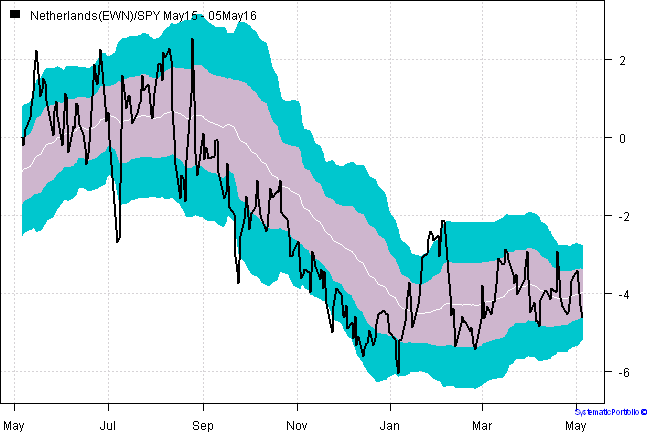 Netherlands(EWN)/SPY May15 - 05May16
2
0
-2
-4
-6
May Jul Sep Nov Jan Mar May
SystematicPortfolio ©